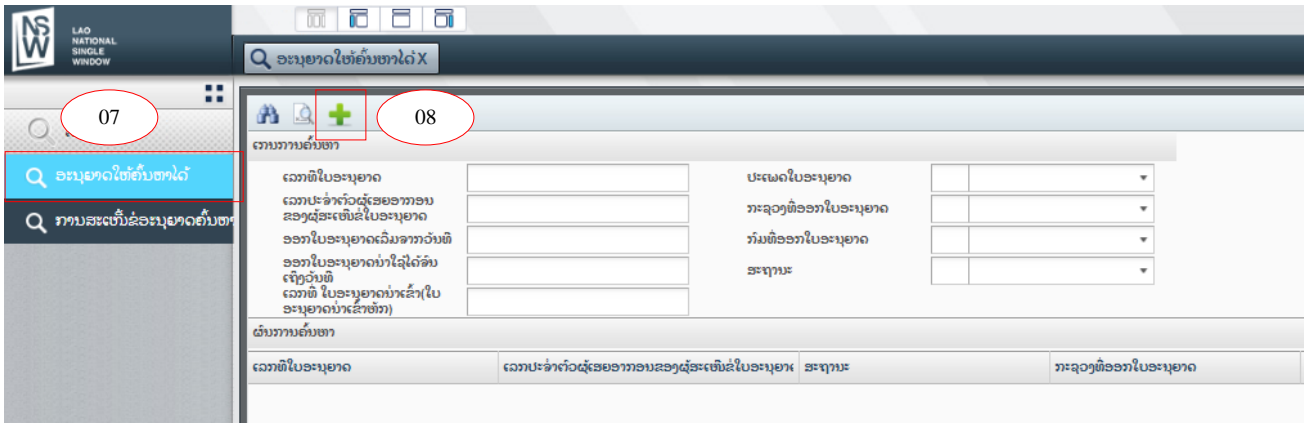 NSW
LAO
NATIONAL
SINGLE
WINDOW
ອະນຸຍາດໃຫ້ຄົ້ນຫາໄດ້ X
07
08
ອະນຸຍາດໃຫ້ຄົ້ນຫາໄດ້
ການສະເໜີຂໍອະນຸຍາດຄົ້ນຫາ
ເກນການຄົ້ນຫາ
ເລກທີໃບອະນຸຍາດ
ປະເພດໃບອະນຸຍາດ
ເລກປະຈຳຕົວຜູ້ເສຍອາກອນ
ຂອງຜູ້ສະເໜີຂໍໃບອະນຸຍາດ
ກະຊວງທີ່ອອກໃບອະນຸຍາດ
ອອກໃບອະນຸຍາດເລີ່ມຈາກວັນທີ
ກົມທີ່ອອກໃບອະນຸຍາດ
ອອກໃບອະນຸຍາດນຳໃຊ້ໄດ້ຈົນ
ເຖິງວັນທີ
ສະຖານະ
ເລກທີ ໃບອະນຸຍາດນຳເຂົ້າ(ໃບ
ອະນຸຍາດນຳເຂົ້າຫັກ)
ຜົນການຄົ້ນຫາ
ເລກທີໃບອະນຸຍາດ
ເລກປະຈຳຕົວຜູ້ເສຍອາກອນຂອງຜູ້ສະເໜີຂໍໃບອະນຸຍາດ
ສະຖານະ
ກະຊວງທີ່ອອກໃບອະນຸຍາດ